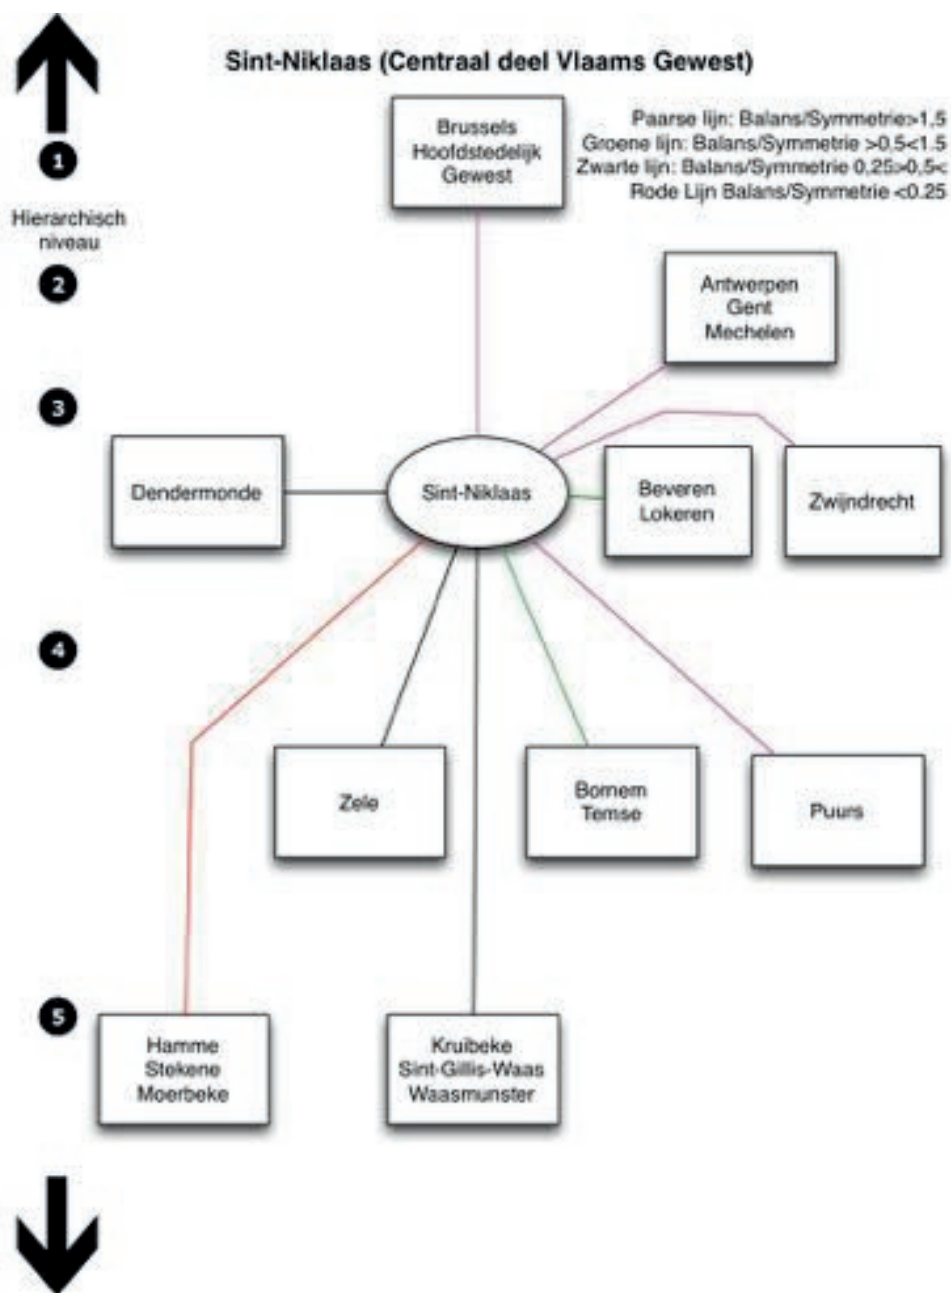 Sint-Niklaas (Centraal deel Vlaams Gewest)
Brussels
Hoofdstedelijk
Gewest
Paarse lijn: Balans/Symmetrie>1,5
Groene lijn: Balans/Symmetrie >0,5<1.5
Zwarte lijn: Balans/Symmetrie 0,25>0,5<
Rode Lijn Balans/Symmetrie <0.25
1
Hierarchisch
niveau
2
Antwerpen
Gent
Mechelen
3
Dendermonde
Sint-Niklaas
Beveren
Lokeren
Zwijndrecht
4
Zele
Bornem
Temse
Puurs
5
Hamme
Stekene
Moerbeke
Kruibeke
Sint-Gillis-Waas
Waasmunster